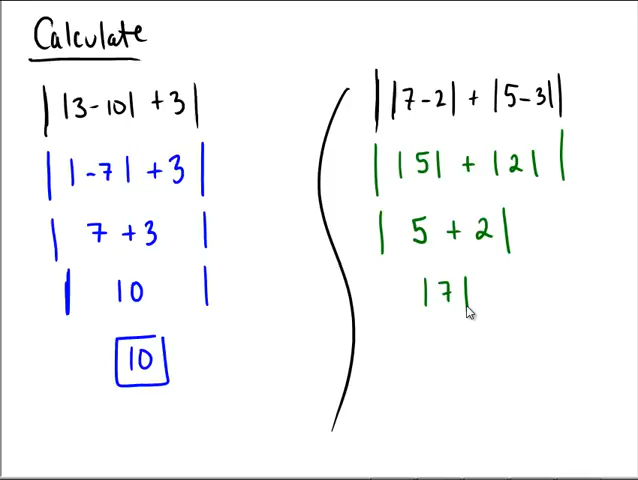 Calculate
||3-10| +3|
||-7| +3|
|7 +3|
|10|
10
||7-2| + |5-3||
||5| + |2||
|5 + 2|
|7|